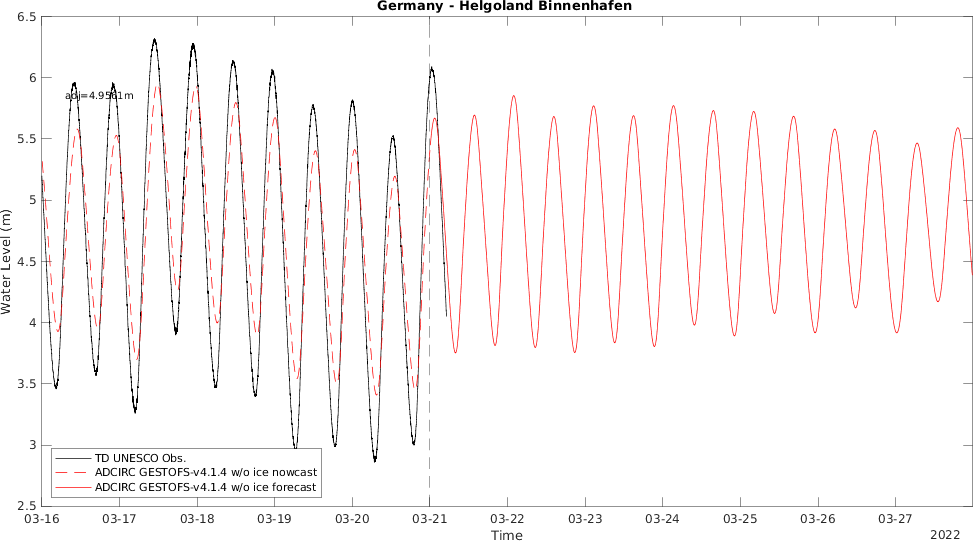 Germany - Helgoland Binnenhafen
6.5
6
5.5
5
4.5
4
3.5
3
2.5
Water Level (m)
adj=4.9561m
TD UNESCO Obs.
ADCIRC GESTOFS-v4.1.4 w/o ice nowcast
ADCIRC GESTOFS-v4.1.4 w/o ice forecast
03-16 03-17 03-18 03-19 03-20 03-21 03-22 03-23 03-24 03-25 03-26 03-27
Time
2022